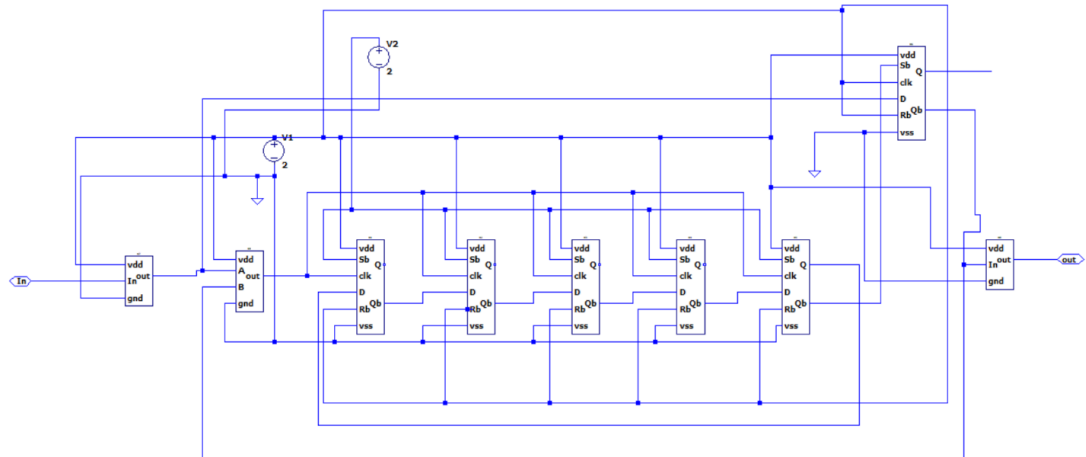 V2
2
vdd
Sb
Q
clk
D
Qb
Rb
vss
V1
2
vdd
out
In
gnd
vdd
A
out
B
gnd
vdd
Sb
Q
clk
D
Qb
Rb
vss
vdd
Sb
Q
clk
D
Qb
Rb
vss
vdd
Sb
Q
clk
D
Qb
Rb
vss
vdd
Sb
Q
clk
D
Qb
Rb
vss
vdd
Sb
Q
clk
D
Qb
Rb
vss
vdd
out
In
gnd
In
out